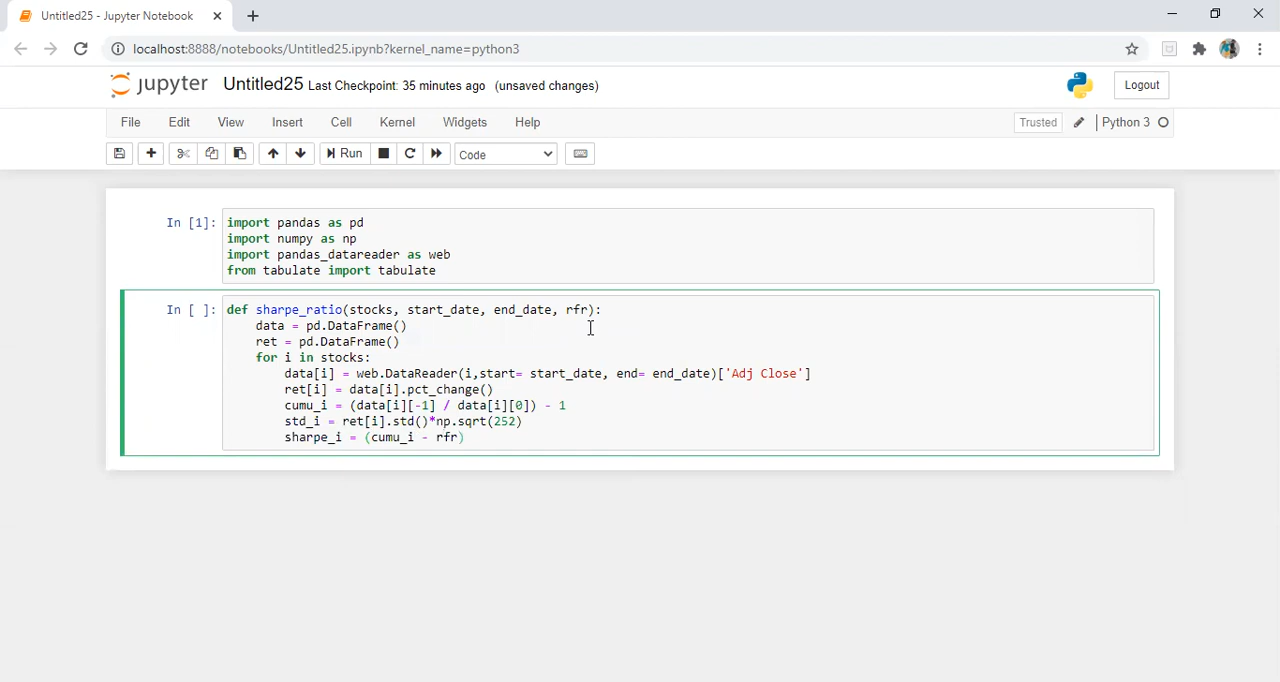 Untitled25 - Jupyter Notebook
localhost:8888/notebooks/Untitled25.ipynb?kernel_name=python3
jupyter Untitled25 Last Checkpoint: 35 minutes ago (unsaved changes) Logout
File Edit View Insert Cell Kernel Widgets Help Trusted Python 3
Run Code
In [1]: import pandas as pd
import numpy as np
import pandas_datareader as web
from tabulate import tabulate
In [ ]: def sharpe_ratio(stocks, start_date, end_date, rfr):
    data = pd.DataFrame()
    ret = pd.DataFrame()
    for i in stocks:
        data[i] = web.DataReader(i,start= start_date, end= end_date)['Adj Close']
        ret[i] = data[i].pct_change()
        cumu_i = (data[i][-1] / data[i][0]) - 1
        std_i = ret[i].std()*np.sqrt(252)
        sharpe_i = (cumu_i - rfr)